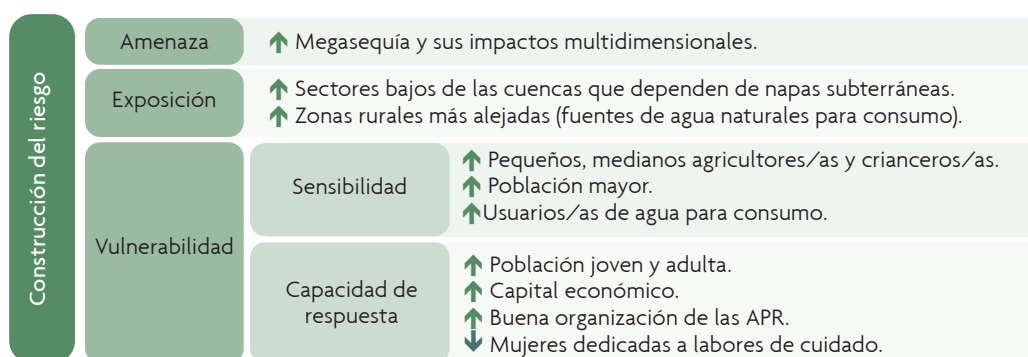 Construcción del riesgo
Amenaza
Megasequía y sus impactos multidimensionales.
Exposición
Sectores bajos de las cuencas que dependen de napas subterráneas.
Zonas rurales más alejadas (fuentes de agua naturales para consumo).
Vulnerabilidad
Sensibilidad
Pequeños, medianos agricultores/as y crianceros/as.
Población mayor.
Usuarios/as de agua para consumo.
Capacidad de
respuesta
Población joven y adulta.
Capital económico.
Buena organización de las APR.
Mujeres dedicadas a labores de cuidado.